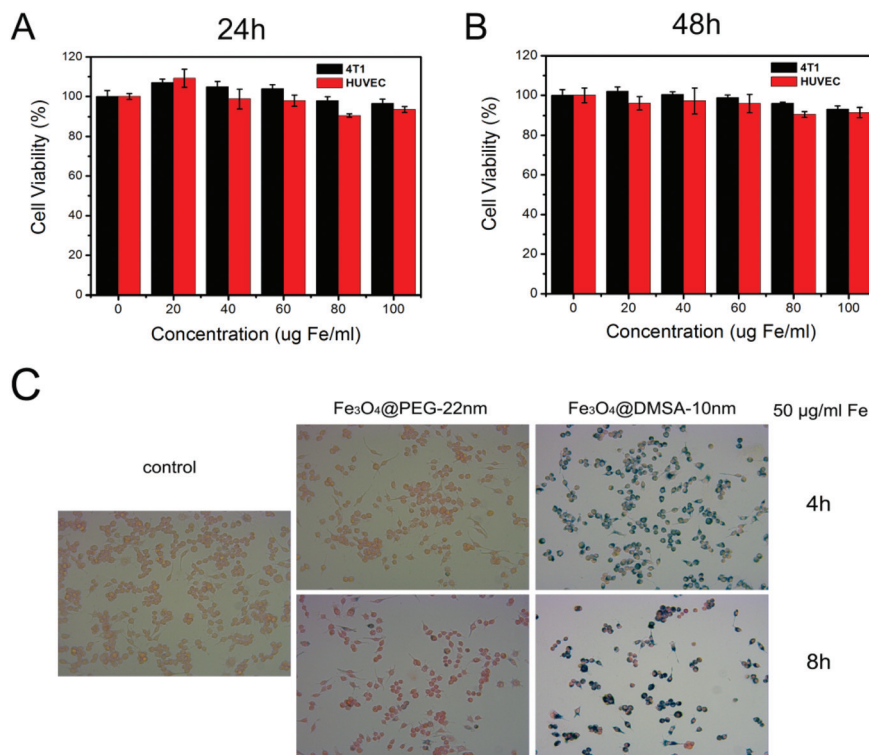 A
24h
120
100
80
60
40
20
0
Cell Viability (%)
4T1
HUVEC
0 20 40 60 80 100
Concentration (ug Fe/ml)
B
48h
120
100
80
60
40
20
0
Cell Viability (%)
4T1
HUVEC
0 20 40 60 80 100
Concentration (ug Fe/ml)
C
control
Fe₃O₄@PEG-22nm
Fe₃O₄@DMSA-10nm
50 µg/ml Fe
4h
8h